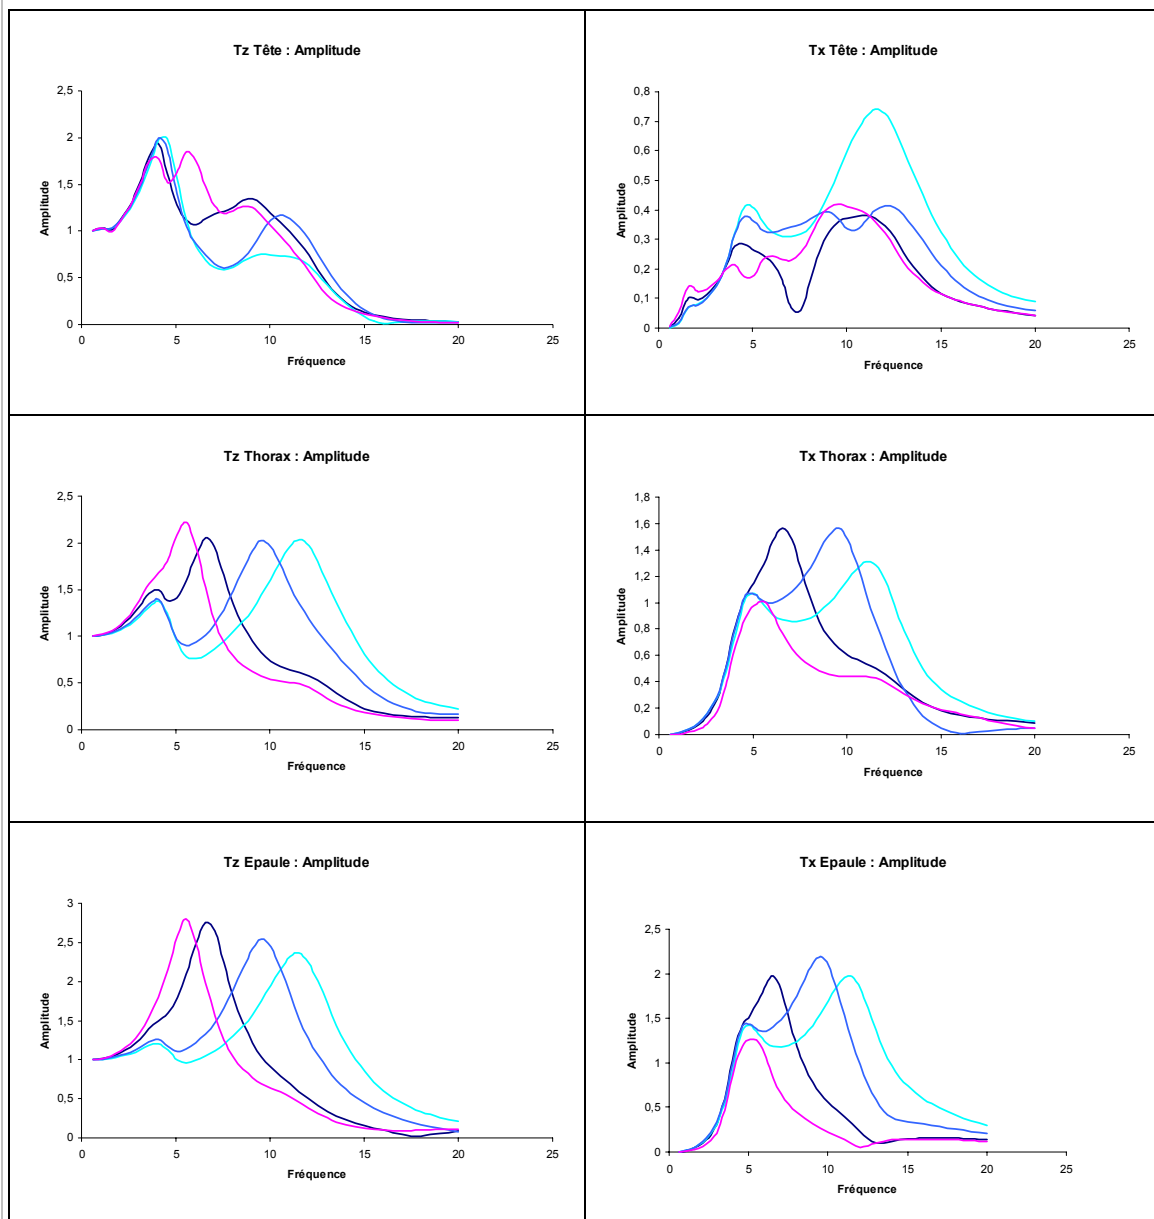 Tz Tête : Amplitude
2,5
2
1,5
1
0,5
0
0 5 10 15 20 25
Amplitude
Fréquence
Tx Tête : Amplitude
0,8
0,7
0,6
0,5
0,4
0,3
0,2
0,1
0
0 5 10 15 20 25
Amplitude
Fréquence
Tz Thorax : Amplitude
2,5
2
1,5
1
0,5
0
0 5 10 15 20 25
Amplitude
Fréquence
Tx Thorax : Amplitude
1,8
1,6
1,4
1,2
1
0,8
0,6
0,4
0,2
0
0 5 10 15 20 25
Amplitude
Fréquence
Tz Epaule : Amplitude
3
2,5
2
1,5
1
0,5
0
0 5 10 15 20 25
Amplitude
Fréquence
Tx Epaule : Amplitude
2,5
2
1,5
1
0,5
0
0 5 10 15 20 25
Amplitude
Fréquence